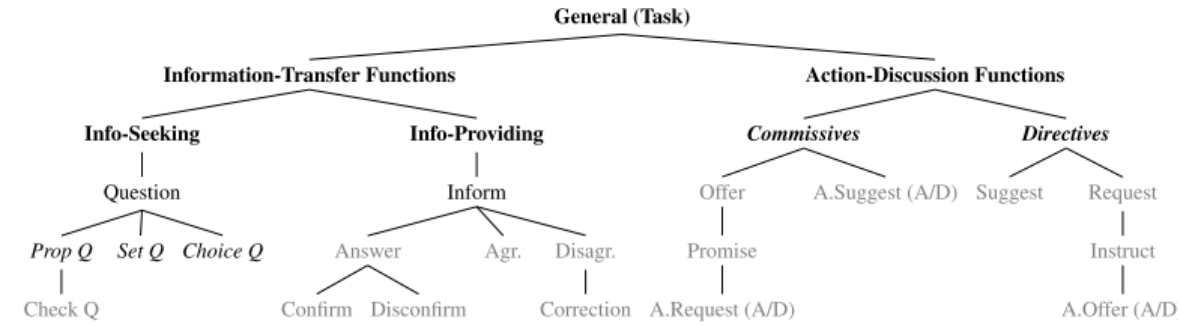 General (Task)
Information-Transfer Functions Action-Discussion Functions
Info-Seeking Info-Providing Commissives Directives
Question Inform Offer A.Suggest (A/D) Suggest Request
Prop Q Set Q Choice Q Answer Agr. Disagr. Promise Instruct
Check Q Confirm Disconfirm Correction A.Request (A/D) A.Offer (A/D